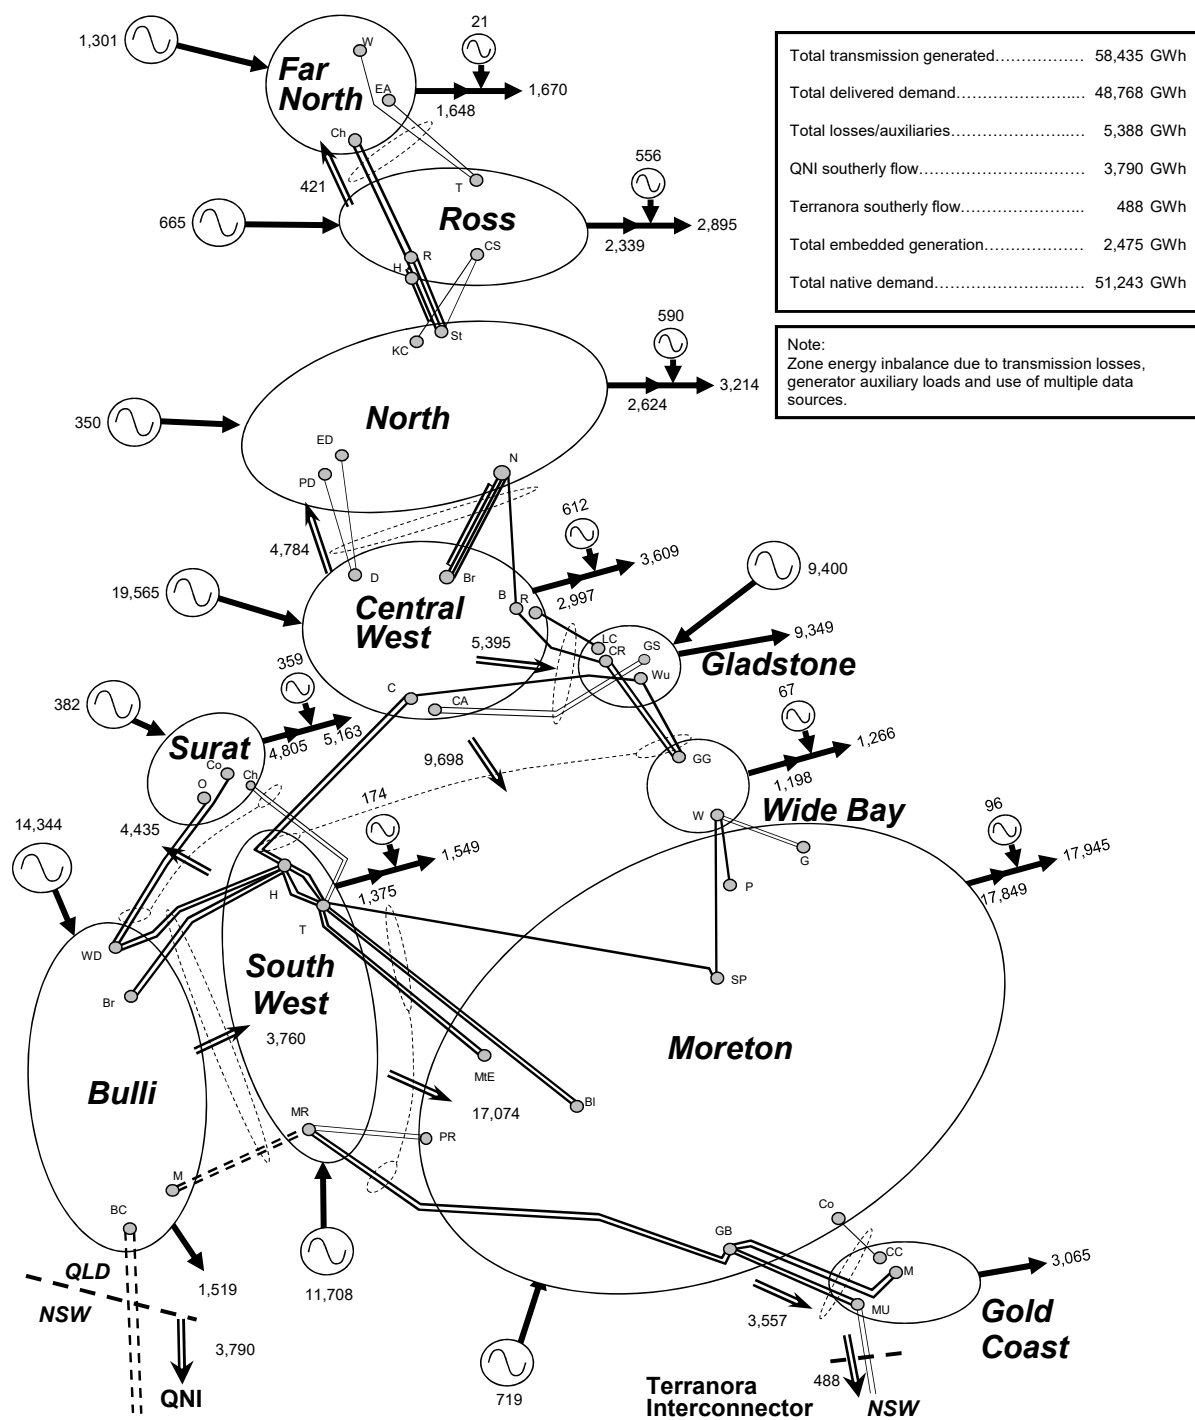 1,301
W
Far
North
EA
Ch
21
1,648
1,670
421
T
Total transmission generated................ 58,435 GWh
Total delivered demand........................ 48,768 GWh
Total losses/auxiliaries........................ 5,388 GWh
QNI southerly flow............................ 3,790 GWh
Terranora southerly flow..................... 488 GWh
Total embedded generation................... 2,475 GWh
Total native demand........................... 51,243 GWh
665
Ross
556
2,339
2,895
R
H
CS
KC
St
590
2,624
3,214
Note:
Zone energy inbalance due to transmission losses,
generator auxiliary loads and use of multiple data
sources.
350
North
ED
PD
N
4,784
612
3,609
2,997
9,400
19,565
D
Br
B
R
Central
West
5,395
LC
CR
GS
Wu
9,349
Gladstone
C
CA
359
382
4,805
5,163
Surat
Co
O
Ch
9,698
GG
67
1,266
1,198
Wide Bay
W
G
P
174
14,344
4,435
1,549
1,375
96
17,945
17,849
H
T
WD
Br
South
West
SP
3,760
Moreton
Bulli
MtE
BI
17,074
MR
PR
M
BC
QLD
NSW
1,519
3,790
QNI
11,708
719
GB
Co
CC
M
MU
3,065
3,557
Gold
Coast
488
Terranora
Interconnector
NSW